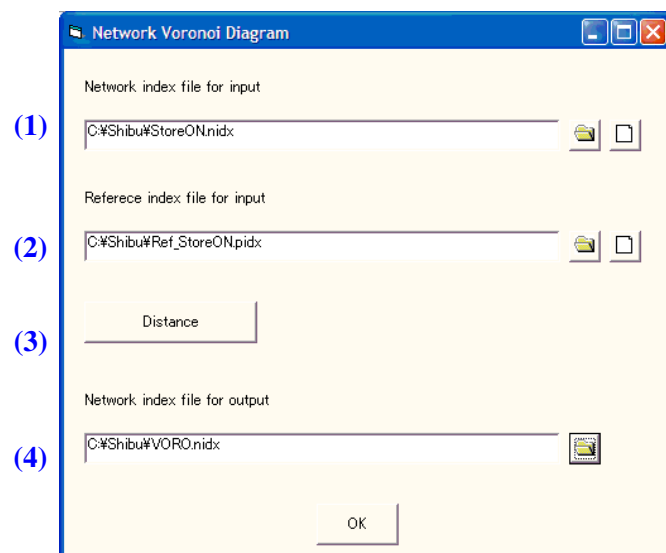 Network Voronoi Diagram
Network index file for input
(1)
C:¥Shibu¥StoreON.nidx
Referece index file for input
(2)
C:¥Shibu¥Ref_StoreON.pidx
(3)
Distance
Network index file for output
(4)
C:¥Shibu¥VORO.nidx
OK